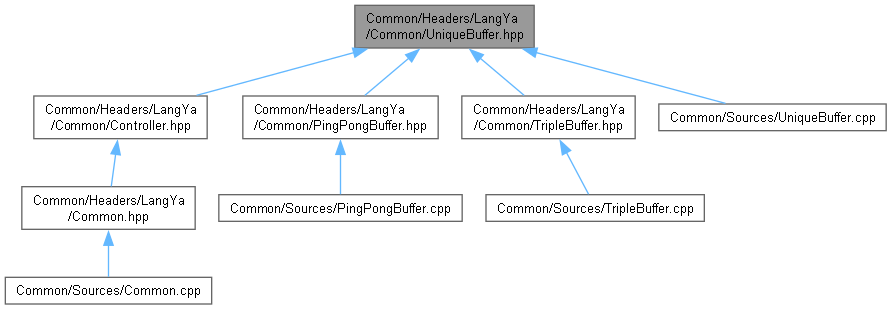 Common/Headers/LangYa
/Common/UniqueBuffer.hpp
Common/Headers/LangYa
/Common/Controller.hpp
Common/Headers/LangYa
/Common/PingPongBuffer.hpp
Common/Headers/LangYa
/Common/TripleBuffer.hpp
Common/Sources/UniqueBuffer.cpp
Common/Headers/LangYa
/Common.hpp
Common/Sources/PingPongBuffer.cpp
Common/Sources/TripleBuffer.cpp
Common/Sources/Common.cpp